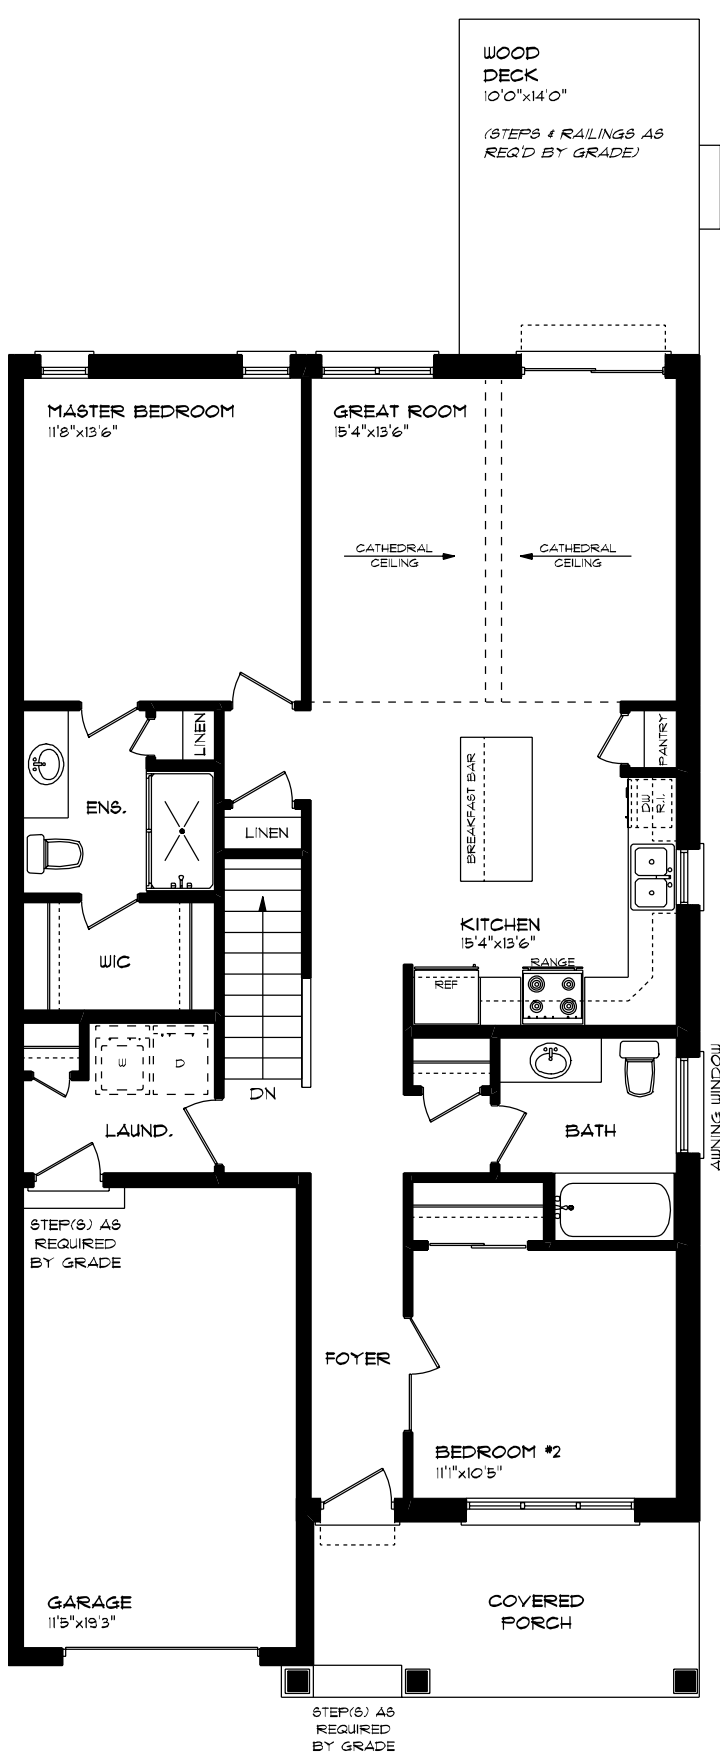 WOOD
DECK
10'0"x14'0"
(STEPS & RAILINGS AS
REQ'D BY GRADE)
MASTER BEDROOM
11'8"x13'6"
GREAT ROOM
15'4"x13'6"
CATHEDRAL
CEILING
CATHEDRAL
CEILING
LINEN
PANTRY
ENS.
LINEN
BREAKFAST BAR
DW
R.I.
KITCHEN
15'4"x13'6"
WIC
REF
RANGE
W
D
DN
LAUND.
BATH
AWNING WINDOW
STEP(S) AS
REQUIRED
BY GRADE
FOYER
BEDROOM #2
11'1"x10'5"
GARAGE
11'5"x19'3"
COVERED
PORCH
STEP(S) AS
REQUIRED
BY GRADE